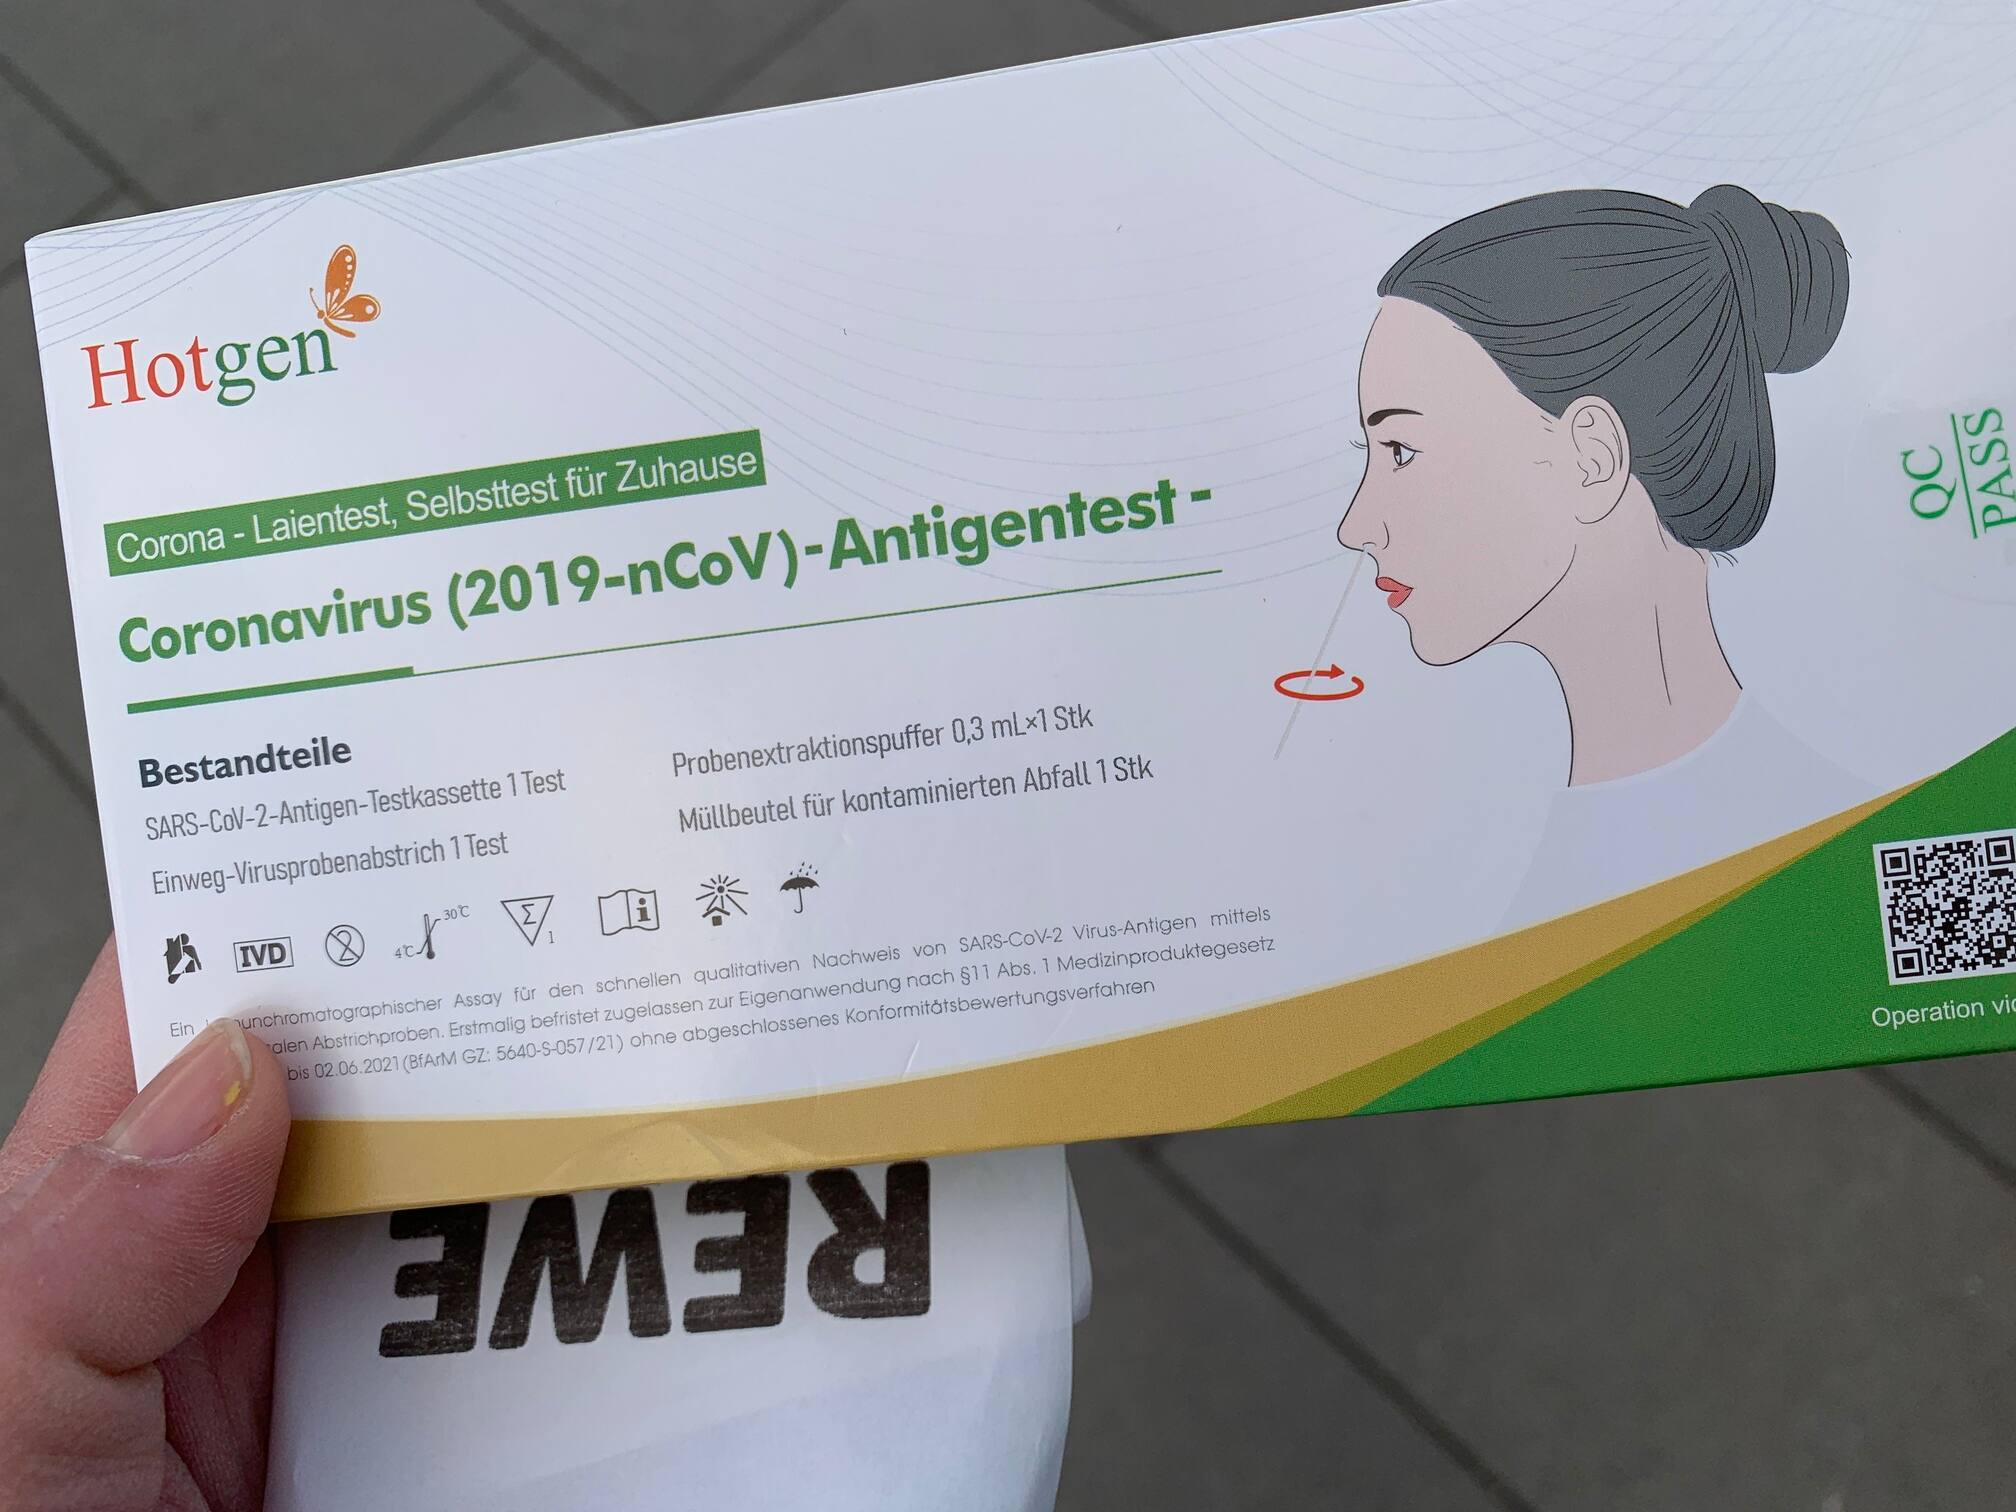 Hotgen
Corona - Laientest, Selbsttest für Zuhause
Coronavirus (2019-nCoV)-Antigentest -
Bestandteile
SARS-CoV-2-Antigen-Testkassette 1 Test
Einweg-Virusprobenabstrich 1 Test
Probenextraktionspuffer 0,3 mL×1 Stk
Müllbeutel für kontaminierten Abfall 1 Stk
IVD
2
4°C
30°C
Σ
1
i
Ein für den schnellen qualitativen Nachweis von SARS-CoV-2 Virus-Antigen mittels
Abstrichproben. Erstmalig befristet zugelassen zur Eigenanwendung nach §11 Abs. 1 Medizinproduktegesetz
bis 02.06.2021 (BfArM GZ: 5640-S-057/21) ohne abgeschlossenes Konformitätsbewertungsverfahren
QC
PASS
Operation
REWE